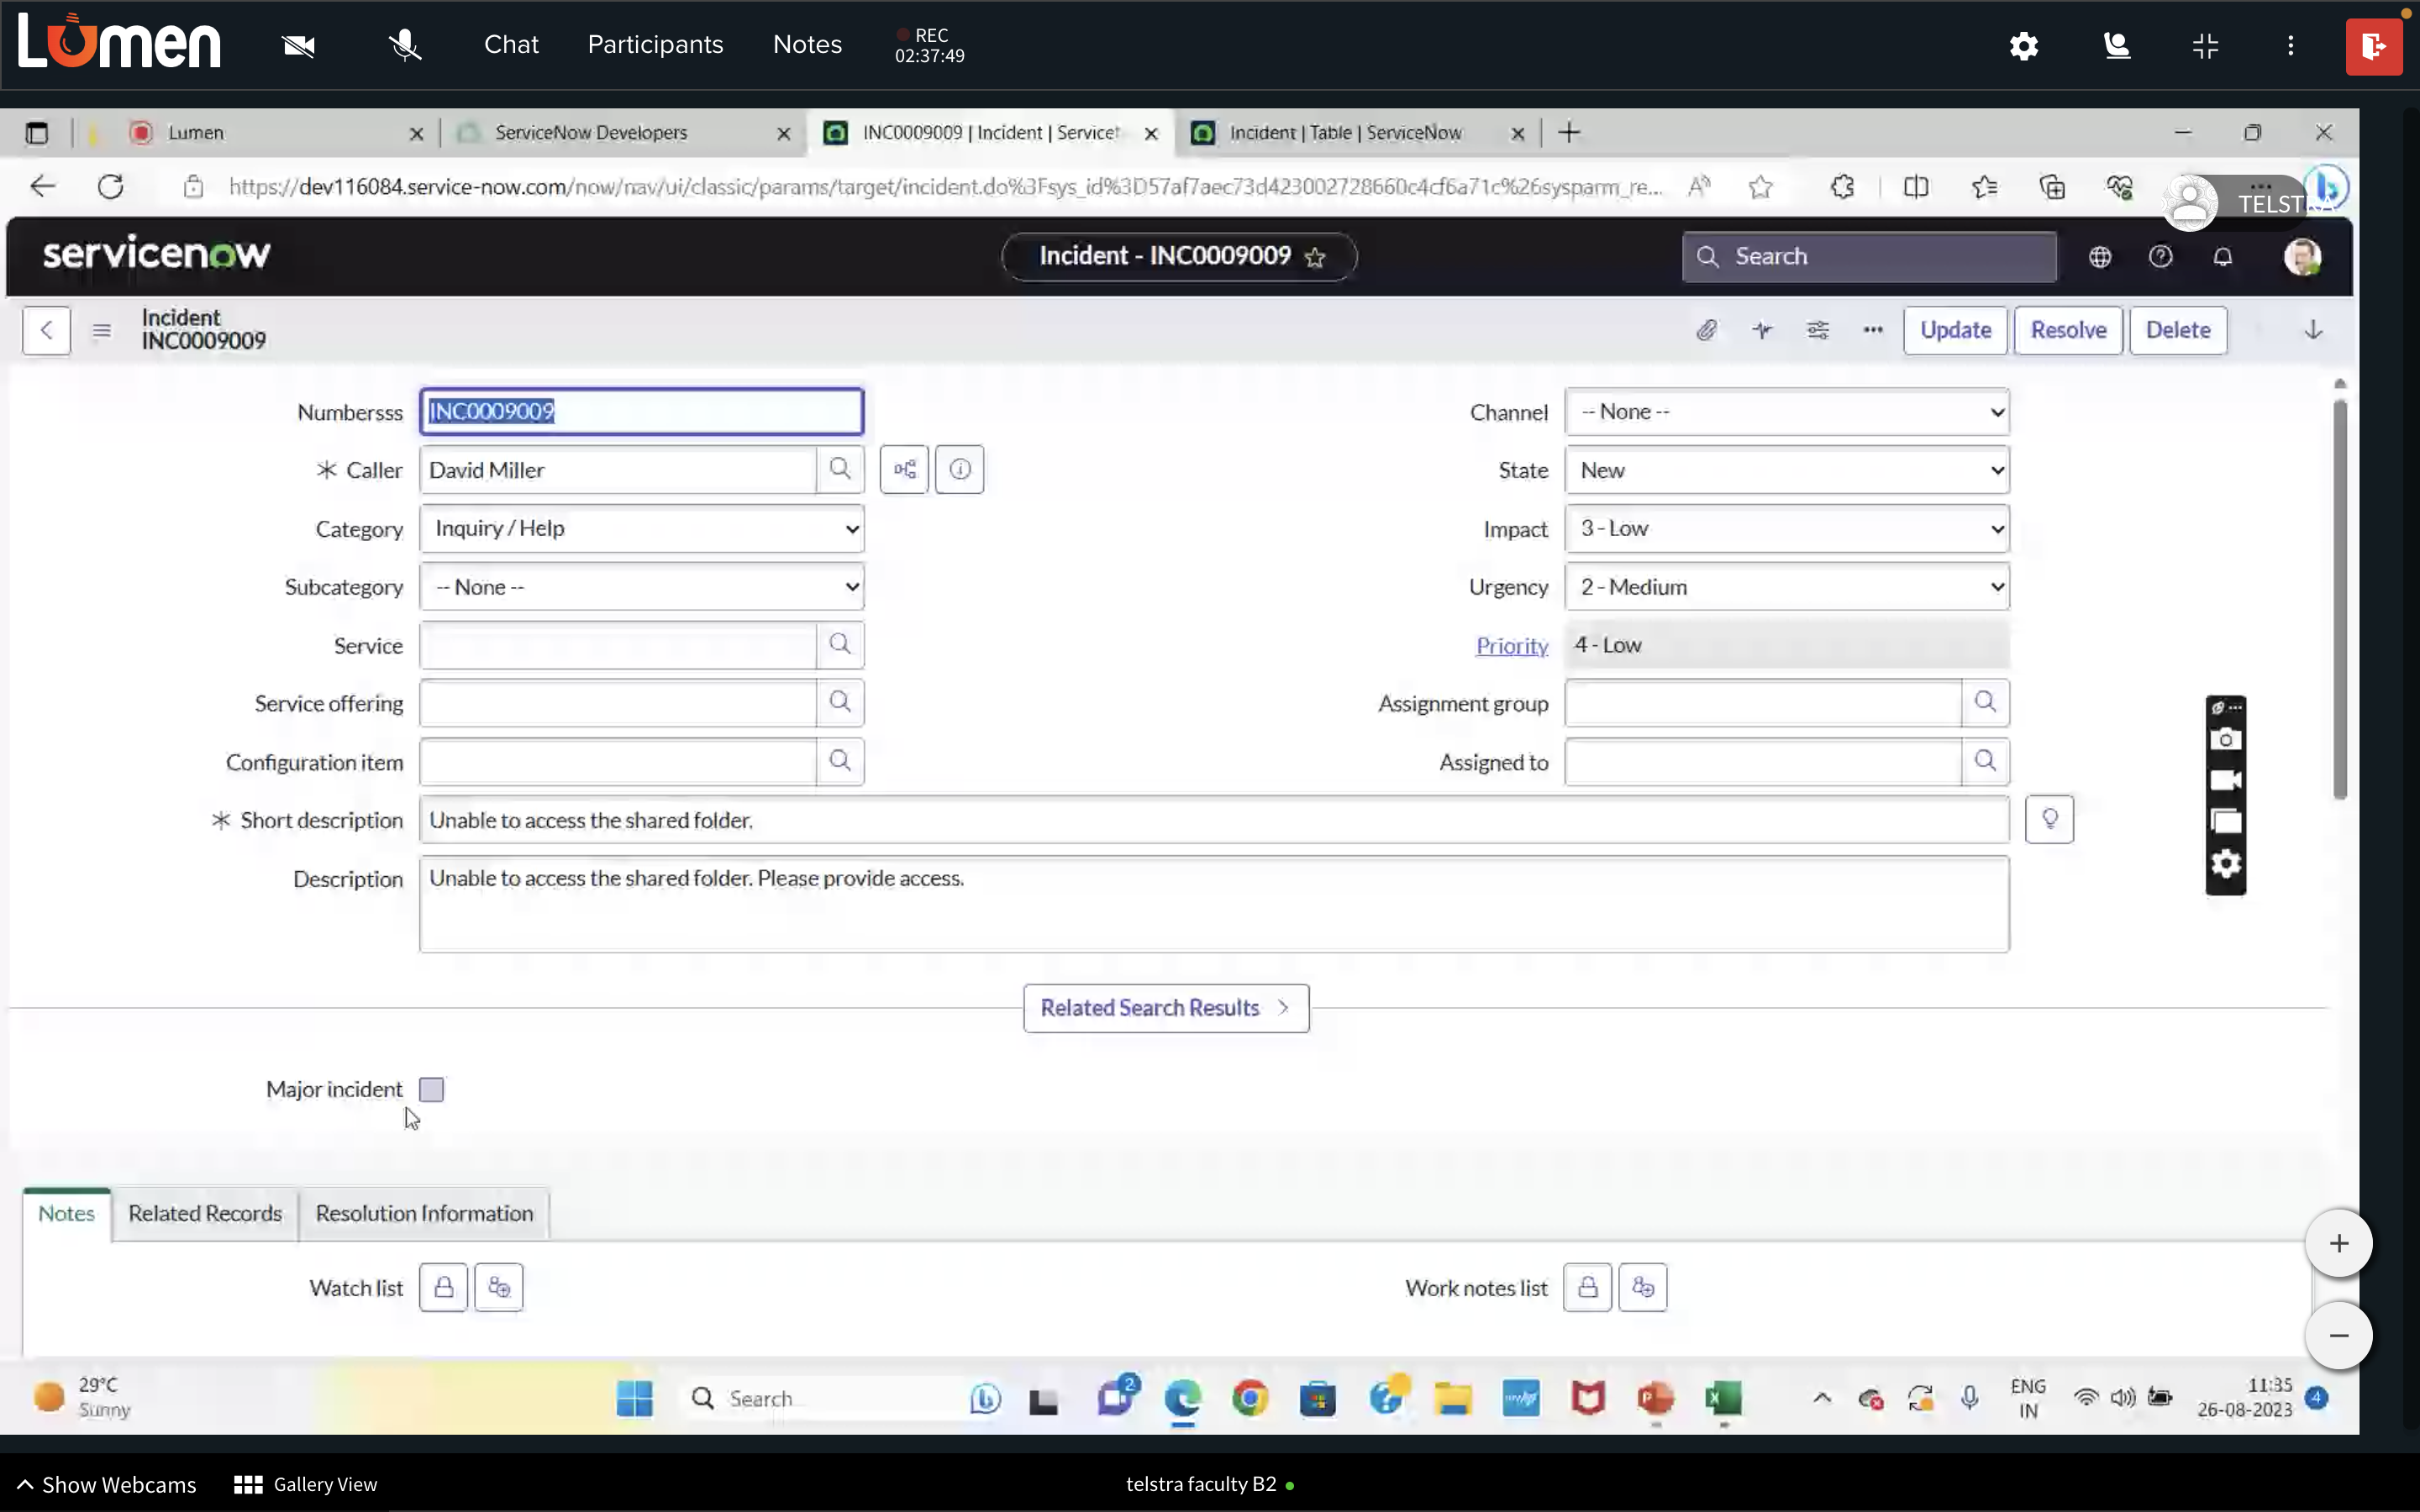 Lumen
Chat
Participants
Notes
REC
02:37:49
Lumen
ServiceNow Developers
INC0009009 | Incident | Service
Incident | Table | ServiceNow
https://dev116084.service-now.com/now/nav/ui/classic/params/target/incident.do%3Fsys_id%3D57af7aec73d423002728660c4cf6a71c%26sysparm_re...
TELST
servicenow
Incident - INC0009009
Search
Incident
INC0009009
Update
Resolve
Delete
Numbersss
INC0009009
Channel
-- None --
Caller
David Miller
State
New
Category
Inquiry / Help
Impact
3 - Low
Subcategory
-- None --
Urgency
2 - Medium
Service
Priority
4 - Low
Service offering
Assignment group
Configuration item
Assigned to
Short description
Unable to access the shared folder.
Description
Unable to access the shared folder. Please provide access.
Related Search Results
Major incident
Notes
Related Records
Resolution Information
Watch list
Work notes list
29°C
Sunny
Search
2
ENG
IN
11:35
26-08-2023
4
Show Webcams
Gallery View
telstra faculty B2